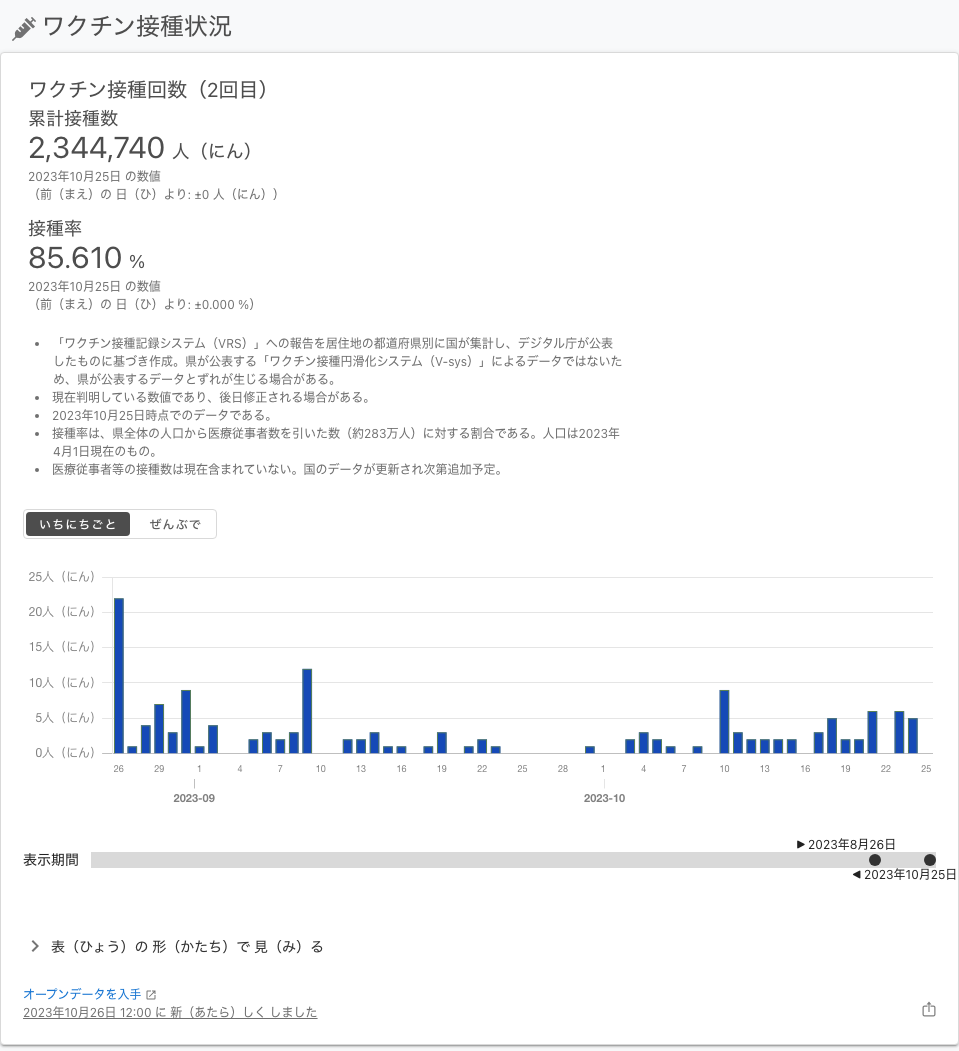 ワクチン接種状況
ワクチン接種回数（2回目）
累計接種数
2,344,740 人（にん）
2023年10月25日 の数値
（前（まえ）の 日（ひ）より: ±0 人（にん））
接種率
85.610 %
2023年10月25日 の数値
（前（まえ）の 日（ひ）より: ±0.000 %）
• 「ワクチン接種記録システム（VRS）」への報告を居住地の都道府県別に国が集計し、デジタル庁が公表
したものに基づき作成。県が公表する「ワクチン接種円滑化システム（V-sys）」によるデータではないた
め、県が公表するデータとずれが生じる場合がある。
• 現在判明している数値であり、後日修正される場合がある。
• 2023年10月25日時点でのデータである。
• 接種率は、県全体の人口から医療従事者数を引いた数（約283万人）に対する割合である。人口は2023年
4月1日現在のもの。
• 医療従事者等の接種数は現在含まれていない。国のデータが更新され次第追加予定。
いちにちごと ぜんぶで
25人（にん）
20人（にん）
15人（にん）
10人（にん）
5人（にん）
0人（にん）
26 29 1 4 7 10 13 16 19 22 25 28 1 4 7 10 13 16 19 22 25
2023-09 2023-10
▶ 2023年8月26日
表示期間
◀ 2023年10月25日
表（ひょう）の 形（かたち）で 見（み）る
オープンデータを入手
2023年10月26日 12:00 に 新（あたら）しく しました